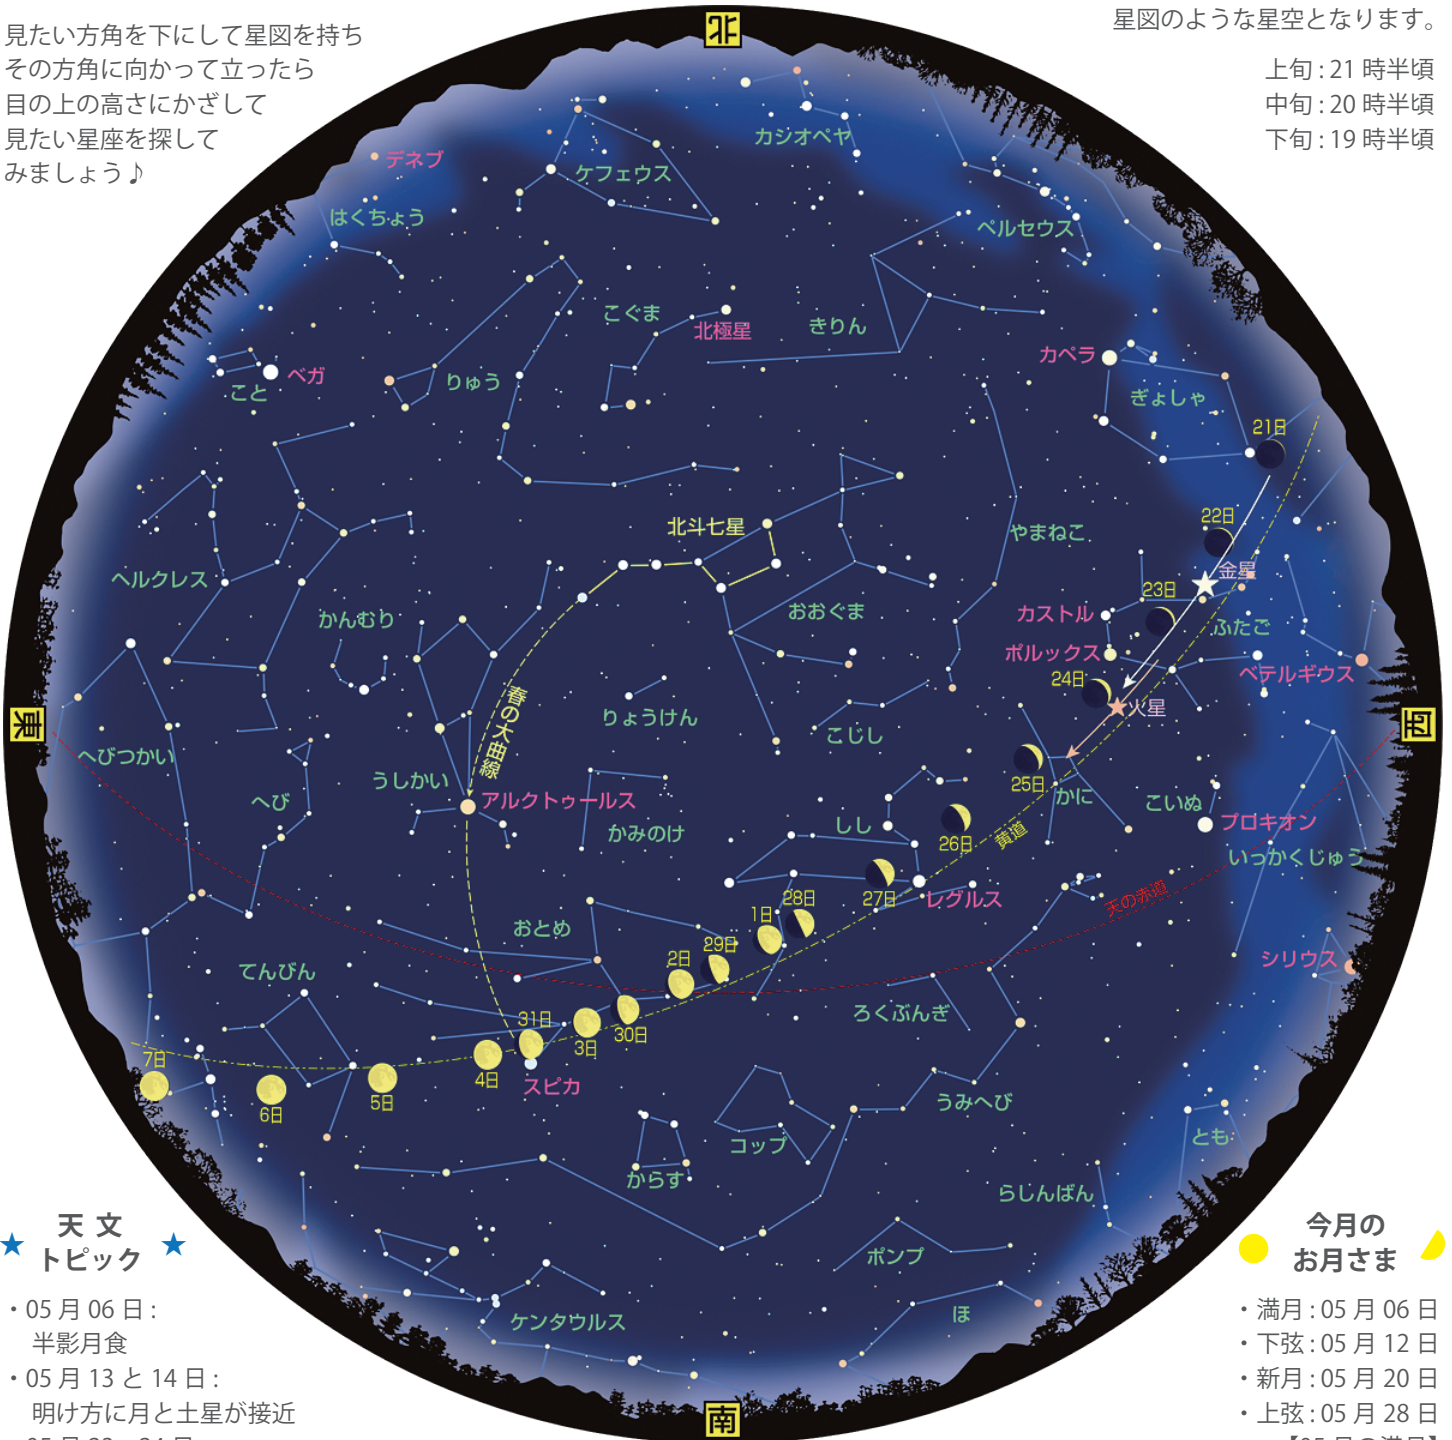 見たい方角を下にして星図を持ち
その方角に向かって立ったら
目の上の高さにかざして
見たい星座を探して
みましょう♪
星図のような星空となります。
上旬 : 21 時半頃
中旬 : 20 時半頃
下旬 : 19 時半頃
北
カシオペヤ
デネブ
ケフェウス
はくちょう
ペルセウス
こぐま
北極星
きりん
カペラ
ベガ
こと
りゅう
ぎょしゃ
21日
22日
北斗七星
やまねこ
金星
ヘルクレス
23日
かんむり
おおぐま
カストル
ふたご
ポルックス
ベテルギウス
24日
火星
春の大曲線
りょうけん
こじし
東
西
へびつかい
うしかい
アルクトゥールス
へび
かみのけ
しし
25日
かに
こいぬ
プロキオン
26日
黄道
いっかくじゅう
27日
レグルス
天の赤道
28日
1日
おとめ
29日
2日
てんびん
シリウス
ろくぶんぎ
31日
30日
3日
7日
4日
スピカ
5日
6日
うみへび
コップ
とも
からす
らしんばん
ポンプ
ケンタウルス
ほ
南
★ 天 文 ★
トピック
・05 月 06 日 :
半影月食
・05 月 13 と 14 日 :
明け方に月と土星が接近
今月の
お月さま
・満月 : 05 月 06 日
・下弦 : 05 月 12 日
・新月 : 05 月 20 日
・上弦 : 05 月 28 日